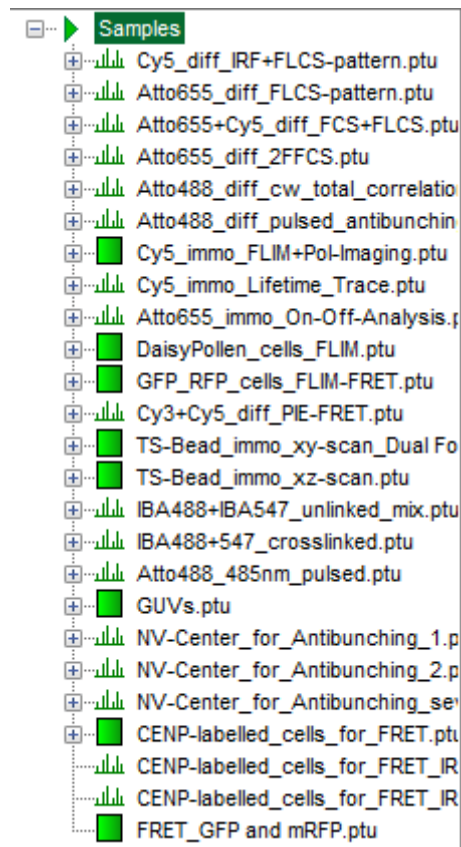 Samples
Cy5_diff_IRF+FLCS-pattern.ptu
Atto655_diff_FLCS-pattern.ptu
Atto655+Cy5_diff_FCS+FLCS.ptu
Atto655_diff_2FFCS.ptu
Atto488_diff_cw_total_correlatio
Atto488_diff_pulsed_antibunchin
Cy5_immo_FLIM+Pol-Imaging.ptu
Cy5_immo_Lifetime_Trace.ptu
Atto655_immo_On-Off-Analysis.p
DaisyPollen_cells_FLIM.ptu
GFP_RFP_cells_FLIM-FRET.ptu
Cy3+Cy5_diff_PIE-FRET.ptu
TS-Bead_immo_xy-scan_Dual Fo
TS-Bead_immo_xz-scan.ptu
IBA488+IBA547_unlinked_mix.ptu
IBA488+547_crosslinked.ptu
Atto488_485nm_pulsed.ptu
GUVs.ptu
NV-Center_for_Antibunching_1.p
NV-Center_for_Antibunching_2.p
NV-Center_for_Antibunching_sev
CENP-labelled_cells_for_FRET.ptu
CENP-labelled_cells_for_FRET_IR
CENP-labelled_cells_for_FRET_IR
FRET_GFP and mRFP.ptu